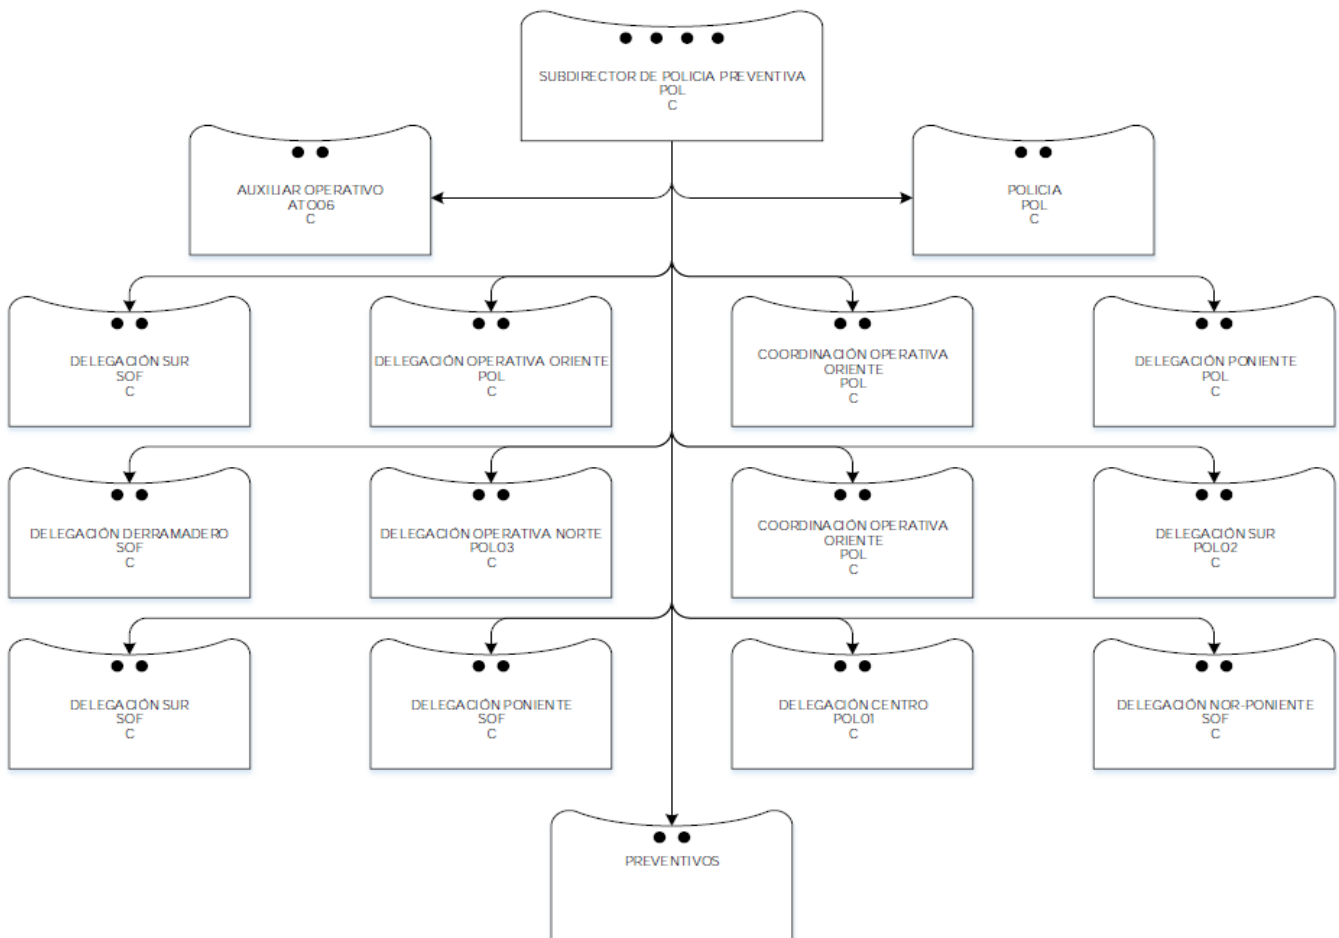 SUBDIRECTOR DE POLICIA PREVENTIVA
POL
C
AUXILIAR OPERATIVO
ATO06
C
POLICIA
POL
C
DELEGACIÓN SUR
SOF
C
DELEGACIÓN OPERATIVA ORIENTE
POL
C
COORDINACIÓN OPERATIVA
ORIENTE
POL
C
DELEGACIÓN PONIENTE
POL
C
DELEGACIÓN DERRAMADERO
SOF
C
DELEGACIÓN OPERATIVA NORTE
POL03
C
COORDINACIÓN OPERATIVA
ORIENTE
POL
C
DELEGACIÓN SUR
POL02
C
DELEGACIÓN SUR
SOF
C
DELEGACIÓN PONIENTE
SOF
C
DELEGACIÓN CENTRO
POL01
C
DELEGACIÓN NOR-PONIENTE
SOF
C
PREVENTIVOS